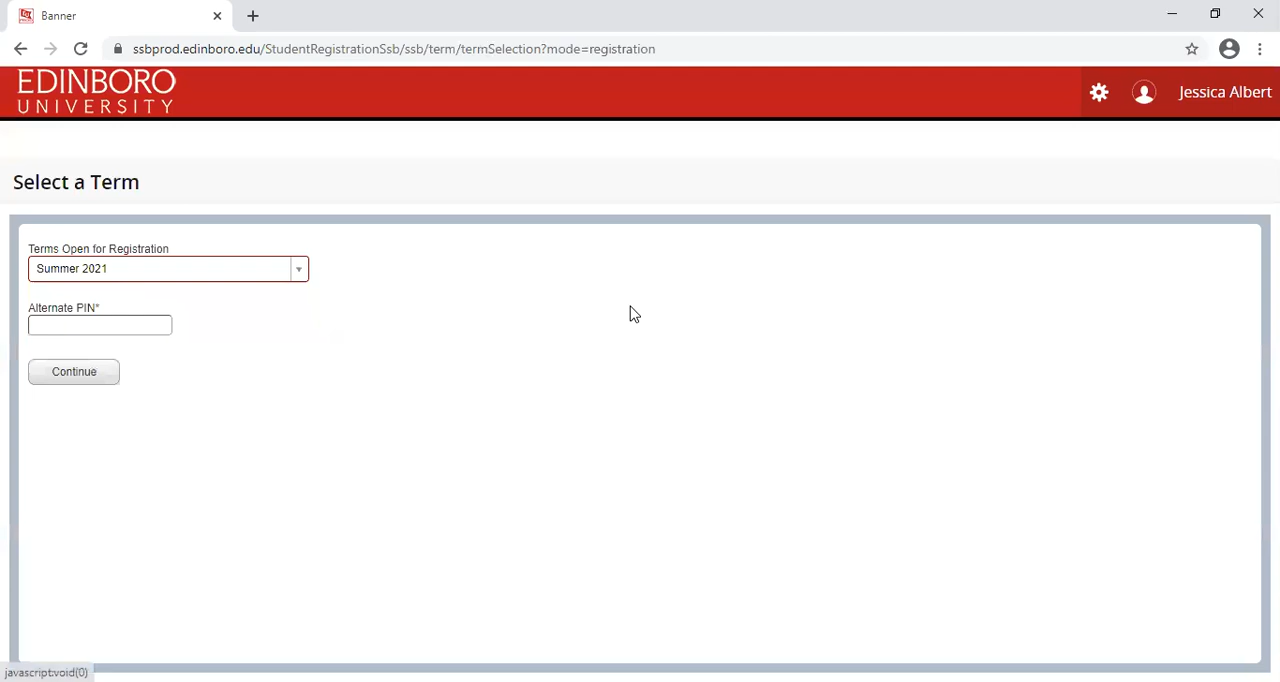 Banner
ssbprod.edinboro.edu/StudentRegistrationSsb/ssb/term/termSelection?mode=registration
EDINBORO
UNIVERSITY
Jessica Albert
Select a Term
Terms Open for Registration
Summer 2021
Alternate PIN*
Continue
javascript:void(0)